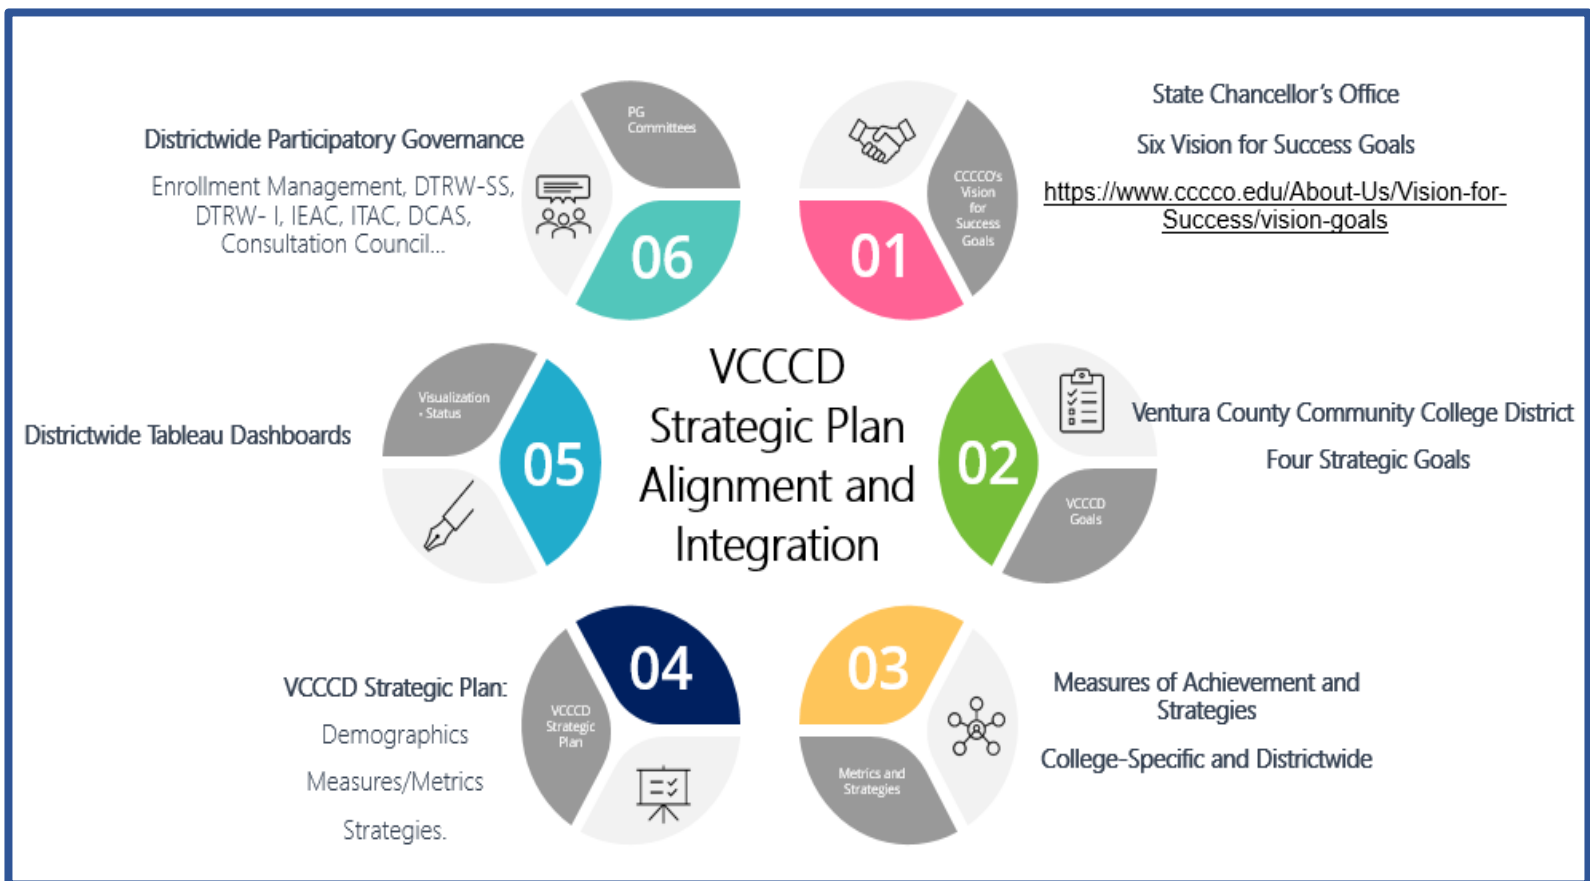 VCCCD
Strategic Plan
Alignment and
Integration
01
CCCCO's
Vision
for
Success
Goals
State Chancellor's Office
Six Vision for Success Goals
https://www.cccco.edu/About-Us/Vision-for-
Success/vision-goals
02
VCCCD
Goals
Ventura County Community College District
Four Strategic Goals
03
Metrics and
Strategies
Measures of Achievement and
Strategies
College-Specific and Districtwide
04
VCCCD
Strategic
Plan
VCCCD Strategic Plan:
Demographics
Measures/Metrics
Strategies.
05
Visualization
- Status
Districtwide Tableau Dashboards
06
PG
Committees
Districtwide Participatory Governance
Enrollment Management, DTRW-SS,
DTRW- I, IEAC, ITAC, DCAS,
Consultation Council...